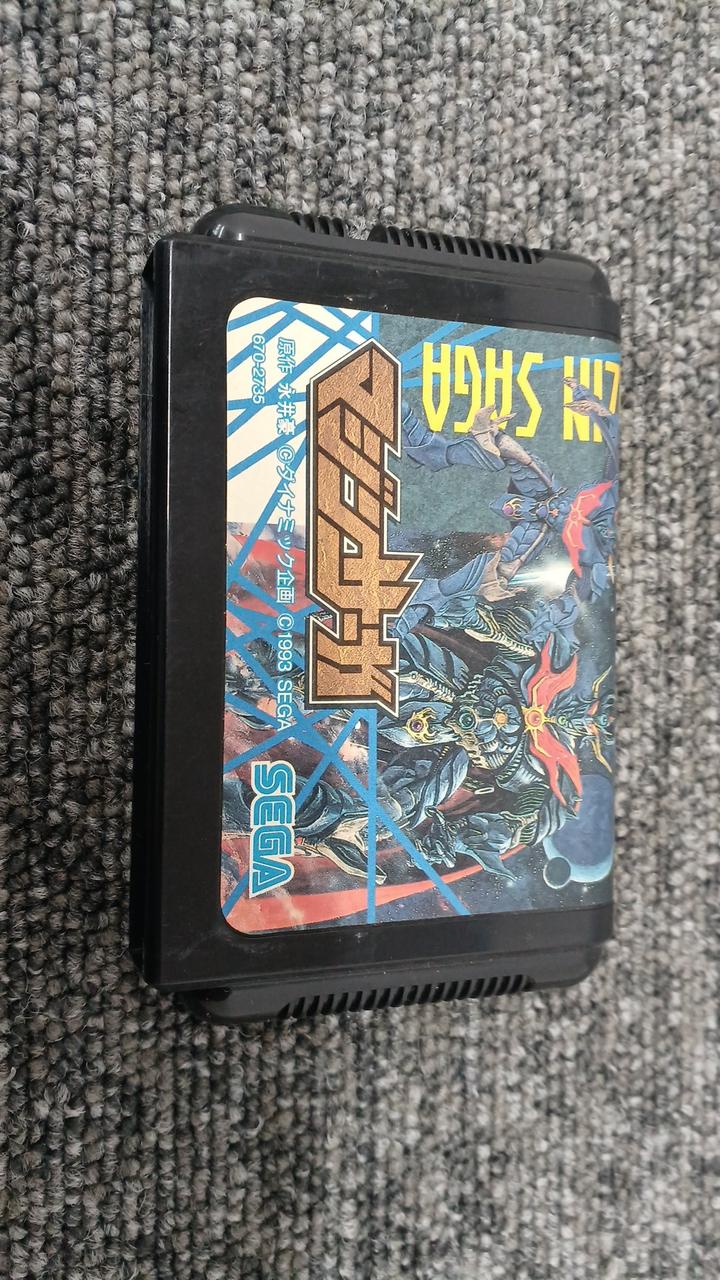 ZIN SAGA
マジンサーガ
原作 永井豪 ©ダイナミック企画 ©1993 SEGA
670-2735
SEGA